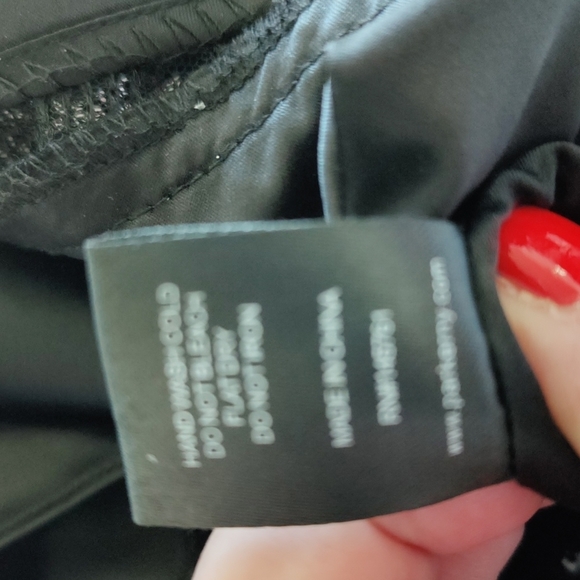 HAND WASH COLD
DO NOT BLEACH
FLAT DRY
DO NOT IRON
MADE IN CHINA